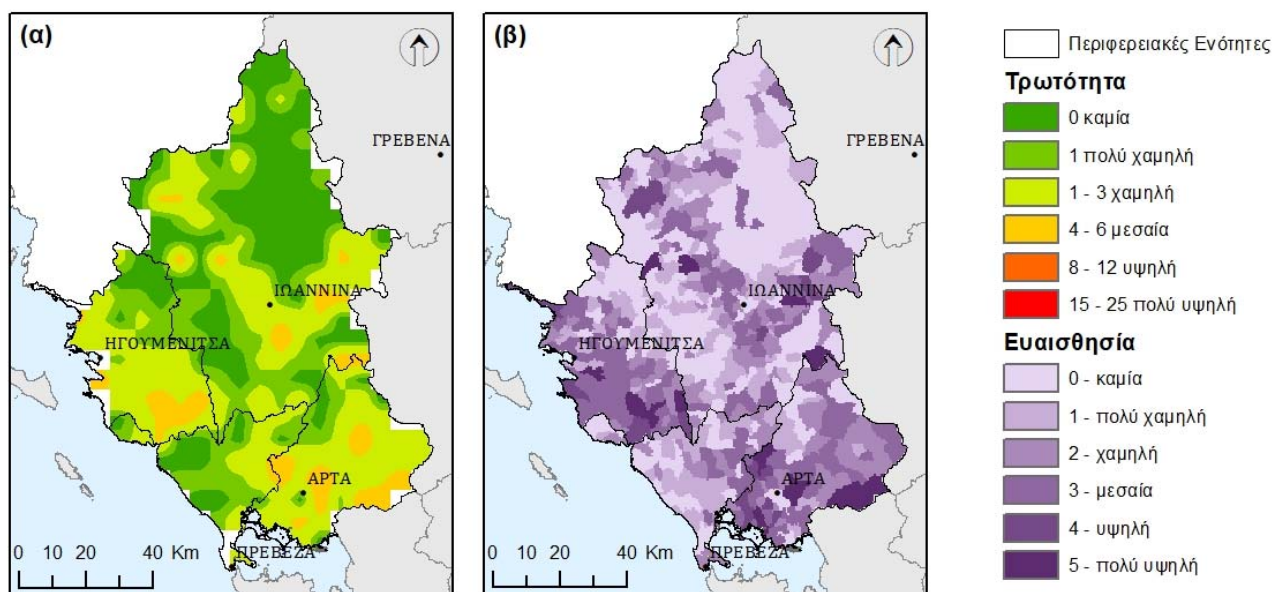 (α)
ΓΡΕΒΕΝΑ
ΙΩΑΝΝΙΝΑ
ΗΓΟΥΜΕΝΙΤΣΑ
ΑΡΤΑ
ΠΡΕΒΕΖΑ
0 10 20 40 Km
(β)
ΓΡΕΒΕΝΑ
ΙΩΑΝΝΙΝΑ
ΗΓΟΥΜΕΝΙΤΣΑ
ΑΡΤΑ
ΠΡΕΒΕΖΑ
0 10 20 40 Km
Περιφερειακές Ενότητες
Τρωτότητα
0 καμία
1 πολύ χαμηλή
1 - 3 χαμηλή
4 - 6 μεσαία
8 - 12 υψηλή
15 - 25 πολύ υψηλή
Ευαισθησία
0 - καμία
1 - πολύ χαμηλή
2 - χαμηλή
3 - μεσαία
4 - υψηλή
5 - πολύ υψηλή